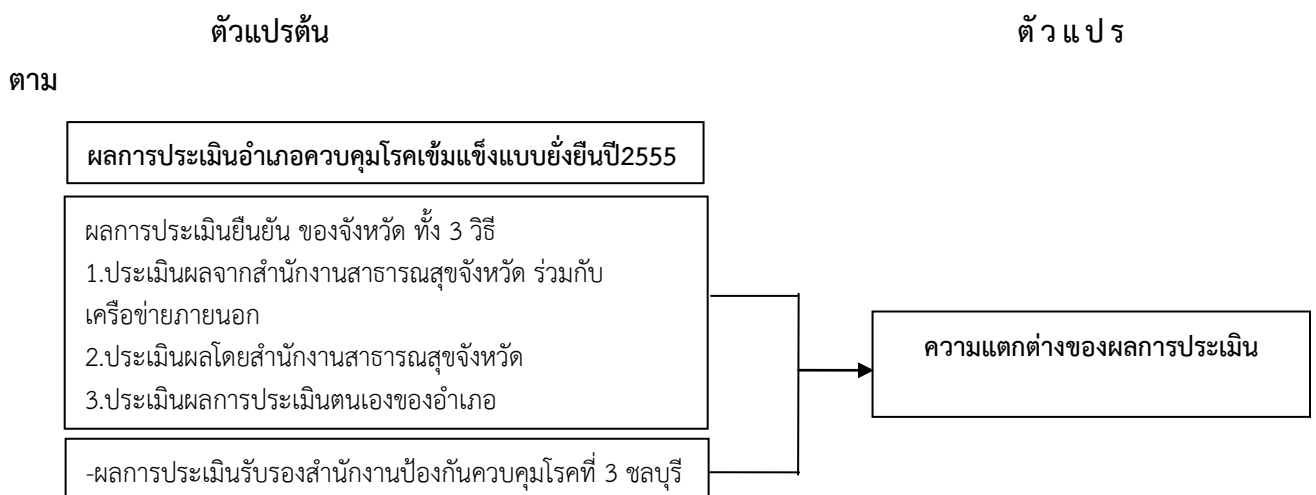 ตัวแปรต้น ตั ว แ ป ร
ตาม
ผลการประเมินอำเภอควบคุมโรคเข้มแข็งแบบยั่งยืนปี2555
ผลการประเมินยืนยัน ของจังหวัด ทั้ง 3 วิธี
1.ประเมินผลจากสำนักงานสาธารณสุขจังหวัด ร่วมกับ
เครือข่ายภายนอก
2.ประเมินผลโดยสำนักงานสาธารณสุขจังหวัด
3.ประเมินผลการประเมินตนเองของอำเภอ
ความแตกต่างของผลการประเมิน
-ผลการประเมินรับรองสำนักงานป้องกันควบคุมโรคที่ 3 ชลบุรี